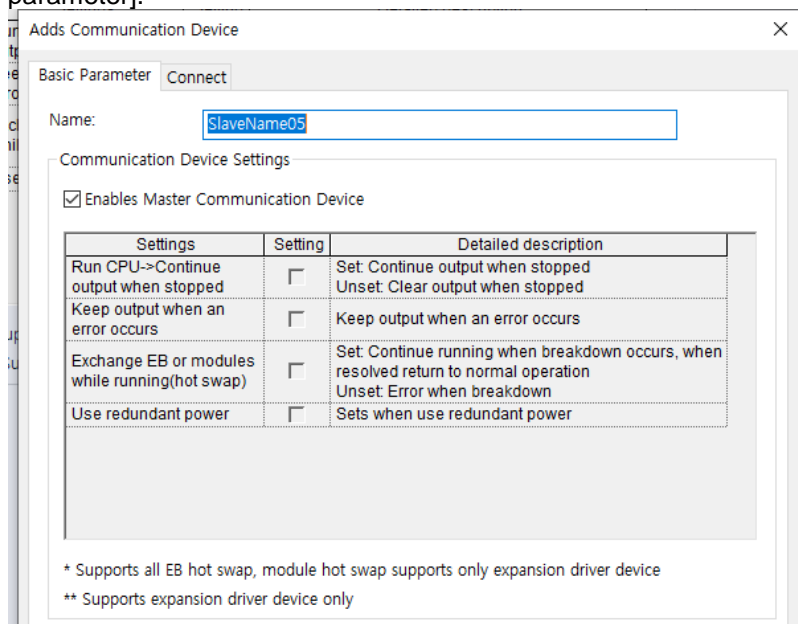 parameter].
Adds Communication Device
Basic Parameter Connect
Name: SlaveName05
Communication Device Settings
Enables Master Communication Device
Settings Setting Detailed description
Run CPU->Continue
output when stopped
Set: Continue output when stopped
Unset: Clear output when stopped
Keep output when an
error occurs
Keep output when an error occurs
Exchange EB or modules
while running(hot swap)
Set: Continue running when breakdown occurs, when
resolved return to normal operation
Unset: Error when breakdown
Use redundant power Sets when use redundant power
* Supports all EB hot swap, module hot swap supports only expansion driver device
** Supports expansion driver device only